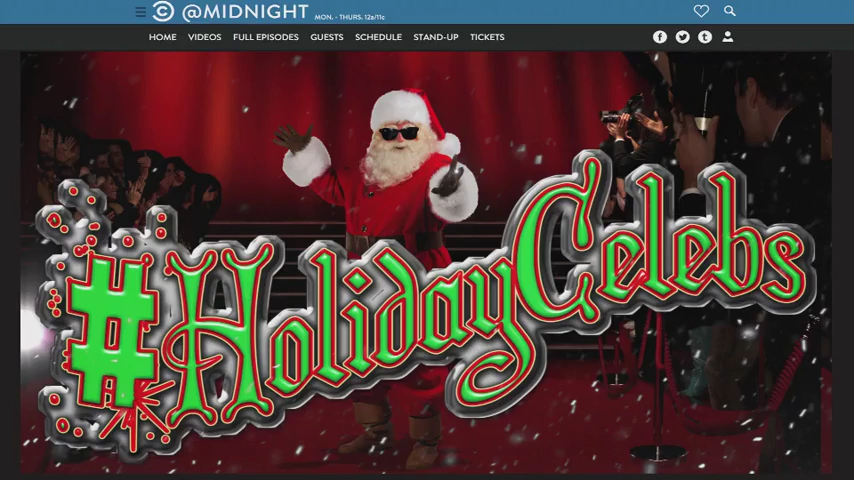 @MIDNIGHT MON. - THURS. 12a/11c
HOME VIDEOS FULL EPISODES GUESTS SCHEDULE STAND-UP TICKETS
#HolidayCelebs